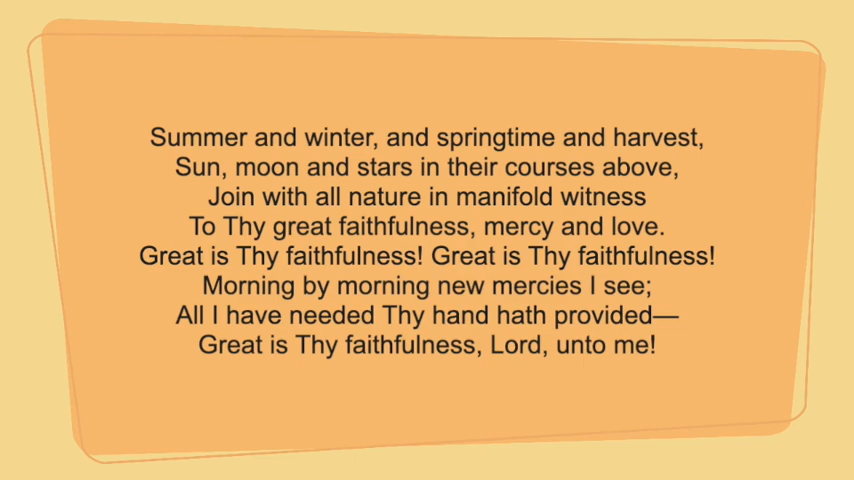 Summer and winter, and springtime and harvest,
Sun, moon and stars in their courses above,
Join with all nature in manifold witness
To Thy great faithfulness, mercy and love.
Great is Thy faithfulness! Great is Thy faithfulness!
Morning by morning new mercies I see;
All I have needed Thy hand hath provided—
Great is Thy faithfulness, Lord, unto me!